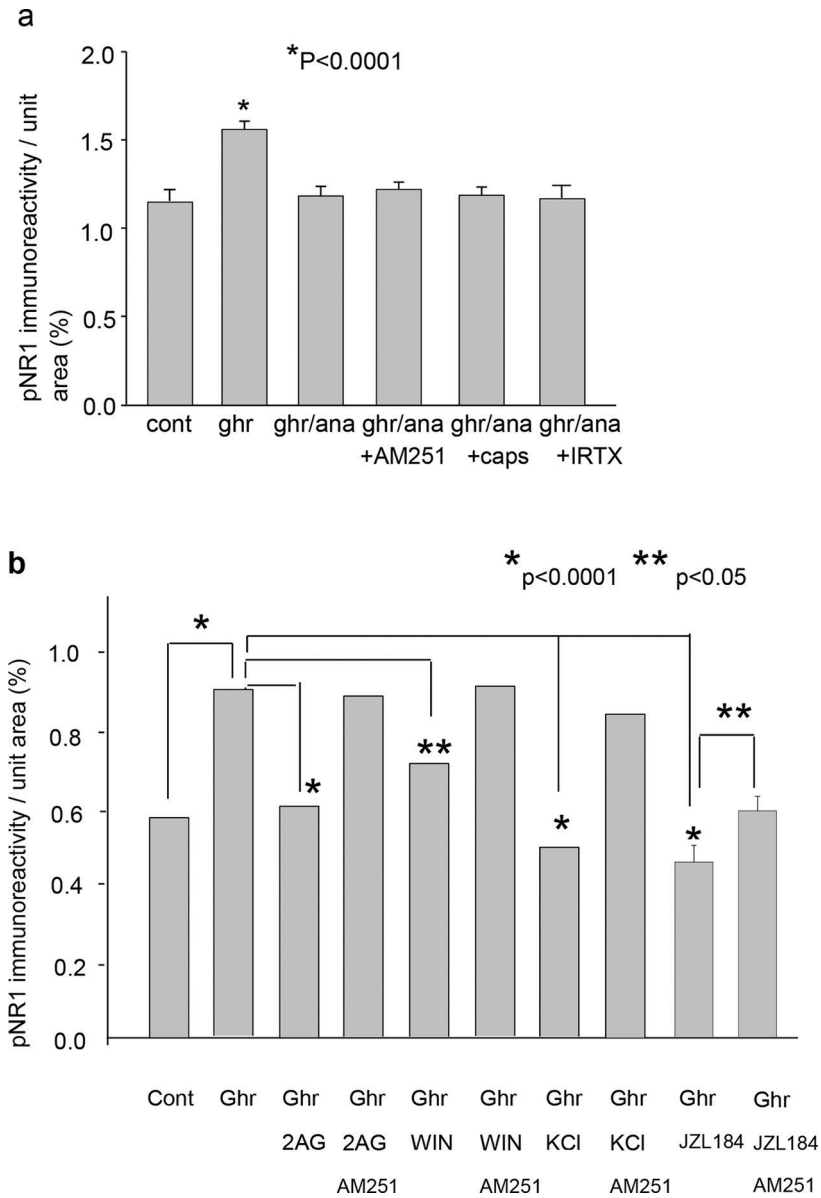 a
pNR1 immunoreactivity / unit
area (%)
2.0
1.5
1.0
0.5
0.0
*P<0.0001
*
cont ghr ghr/ana ghr/ana ghr/ana ghr/ana
+AM251 +caps +IRTX
b
pNR1 immunoreactivity / unit area (%)
* p<0.0001 ** p<0.05
1.0
0.8
0.6
0.4
0.2
0.0
*
**
**
*
*
*
Cont Ghr Ghr Ghr Ghr Ghr Ghr Ghr Ghr Ghr
2AG 2AG WIN WIN KCl KCl JZL184 JZL184
AM251 AM251 AM251 AM251